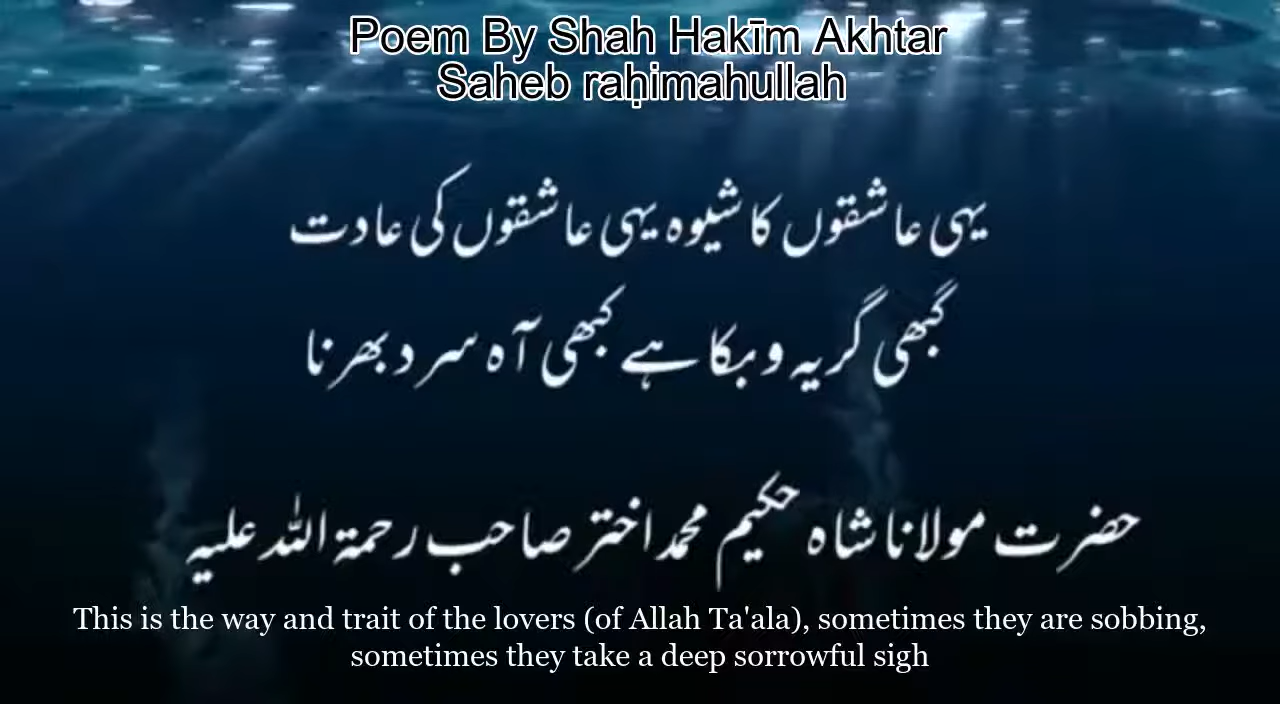 Poem By Shah Hakīm Akhtar
Saheb raḥimahullah
یہی عاشقوں کا شیوہ یہی عاشقوں کی عادت
کبھی گریہ و بکا ہے کبھی آہ سرد بھرنا
حضرت مولانا شاہ حکیم محمد اختر صاحب رحمۃ اللہ علیہ
This is the way and trait of the lovers (of Allah Ta'ala), sometimes they are sobbing,
sometimes they take a deep sorrowful sigh